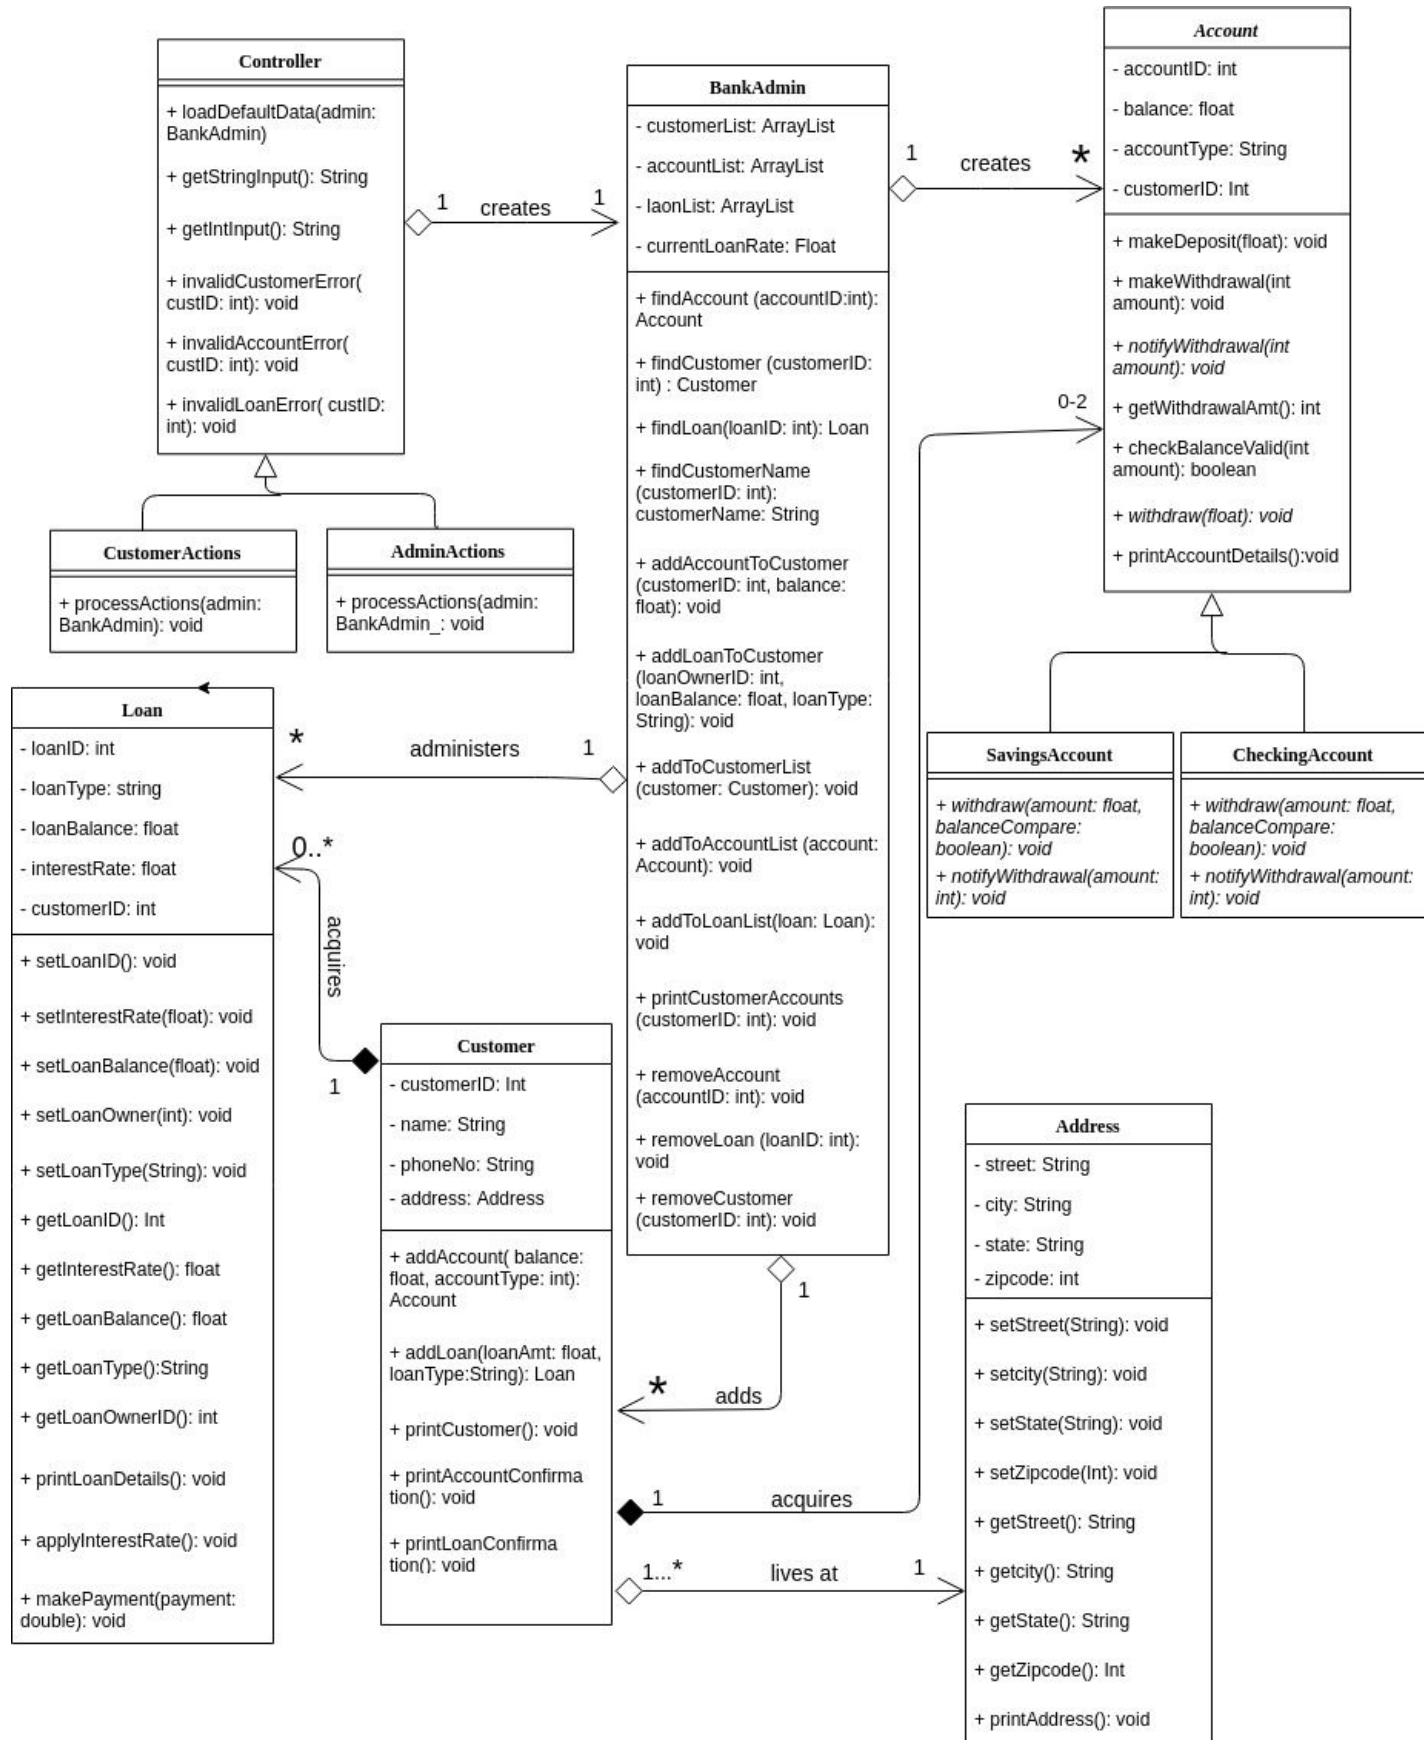 Controller
+ loadDefaultData(admin:
BankAdmin)
+ getStringInput(): String
+ getIntInput(): String
+ invalidCustomerError(
custID: int): void
+ invalidAccountError(
custID: int): void
+ invalidLoanError( custID:
int): void
1
creates
1
BankAdmin
- customerList: ArrayList
- accountList: ArrayList
- laonList: ArrayList
- currentLoanRate: Float
+ findAccount (accountID:int):
Account
+ findCustomer (customerID:
int) : Customer
+ findLoan(loanID: int): Loan
+ findCustomerName
(customerID: int):
customerName: String
+ addAccountToCustomer
(customerID: int, balance:
float): void
+ addLoanToCustomer
(loanOwnerID: int,
loanBalance: float, loanType:
String): void
+ addToCustomerList
(customer: Customer): void
+ addToAccountList (account:
Account): void
+ addToLoanList(loan: Loan):
void
+ printCustomerAccounts
(customerID: int): void
+ removeAccount
(accountID: int): void
+ removeLoan (loanID: int):
void
+ removeCustomer
(customerID: int): void
1
creates
*
Account
- accountID: int
- balance: float
- accountType: String
- customerID: Int
+ makeDeposit(float): void
+ makeWithdrawal(int
amount): void
+ notifyWithdrawal(int
amount): void
+ getWithdrawalAmt(): int
+ checkBalanceValid(int
amount): boolean
+ withdraw(float): void
+ printAccountDetails():void
0-2
CustomerActions
+ processActions(admin:
BankAdmin): void
AdminActions
+ processActions(admin:
BankAdmin_: void
SavingsAccount
+ withdraw(amount: float,
balanceCompare:
boolean): void
+ notifyWithdrawal(amount:
int): void
CheckingAccount
+ withdraw(amount: float,
balanceCompare:
boolean): void
+ notifyWithdrawal(amount:
int): void
Loan
- loanID: int
- loanType: string
- loanBalance: float
- interestRate: float
- customerID: int
+ setLoanID(): void
+ setInterestRate(float): void
+ setLoanBalance(float): void
+ setLoanOwner(int): void
+ setLoanType(String): void
+ getLoanID(): Int
+ getInterestRate(): float
+ getLoanBalance(): float
+ getLoanType():String
+ getLoanOwnerID(): int
+ printLoanDetails(): void
+ applyInterestRate(): void
+ makePayment(payment:
double): void
*
administers
1
0..*
acquires
1
Customer
- customerID: Int
- name: String
- phoneNo: String
- address: Address
+ addAccount( balance:
float, accountType: int):
Account
+ addLoan(loanAmt: float,
loanType:String): Loan
+ printCustomer(): void
+ printAccountConfirma
tion(): void
+ printLoanConfirma
tion(): void
1
*
adds
1
acquires
1...*
lives at
1
Address
- street: String
- city: String
- state: String
- zipcode: int
+ setStreet(String): void
+ setcity(String): void
+ setState(String): void
+ setZipcode(Int): void
+ getStreet(): String
+ getcity(): String
+ getState(): String
+ getZipcode(): Int
+ printAddress(): void